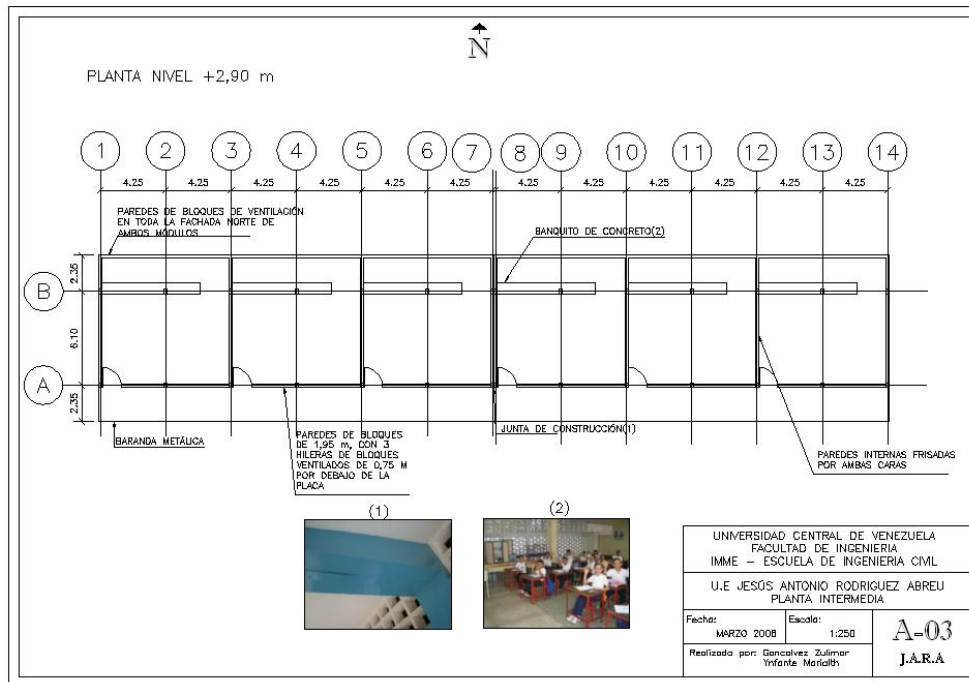 N
PLANTA NIVEL +2,90 m
1 2 3 4 5 6 7 8 9 10 11 12 13 14
4.25 4.25 4.25 4.25 4.25 4.25 4.25 4.25 4.25 4.25 4.25 4.25
PAREDES DE BLOQUES DE VENTILACIÓN
EN TODA LA FACHADA NORTE DE
AMBOS MÓDULOS
BANQUITO DE CONCRETO(2)
2.35
B
6.10
A
2.35
BARANDA METÁLICA
PAREDES DE BLOQUES
DE 1,95 m, CON 3
HILERAS DE BLOQUES
VENTILADOS DE 0,75 M
POR DEBAJO DE LA
PLACA
JUNTA DE CONSTRUCCIÓN(1)
PAREDES INTERNAS FRISADAS
POR AMBAS CARAS
(1)
(2)
UNIVERSIDAD CENTRAL DE VENEZUELA
FACULTAD DE INGENIERIA
IMME – ESCUELA DE INGENIERIA CIVIL
U.E JESÚS ANTONIO RODRIGUEZ ABREU
PLANTA INTERMEDIA
Fecha:
MARZO 2008
Escala:
1:250
Realizado por: Goncalvez Zulimar
Ynfante Marialth
A-03
J.A.R.A